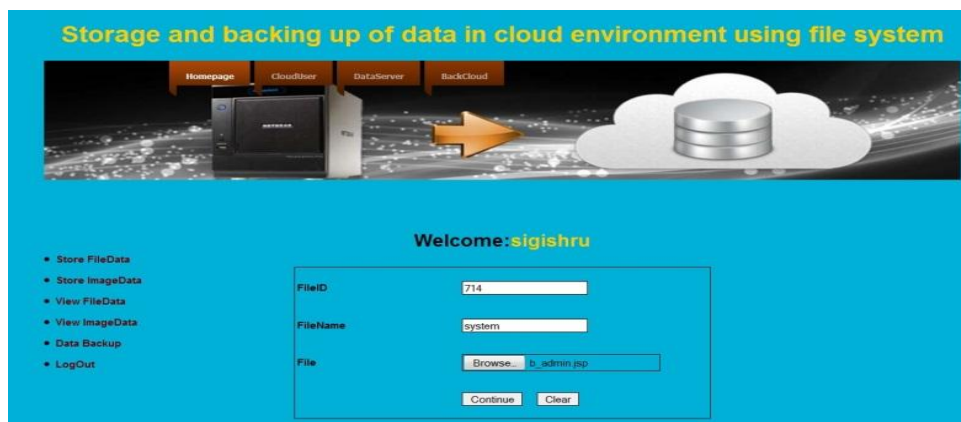 Storage and backing up of data in cloud environment using file system
Homepage CloudUser DataServer BackCloud
NETGEAR
Welcome:sigishru
• Store FileData
• Store ImageData
• View FileData
• View ImageData
• Data Backup
• LogOut
FileID 714
FileName system
File Browse.. b_admin.jsp
Continue Clear